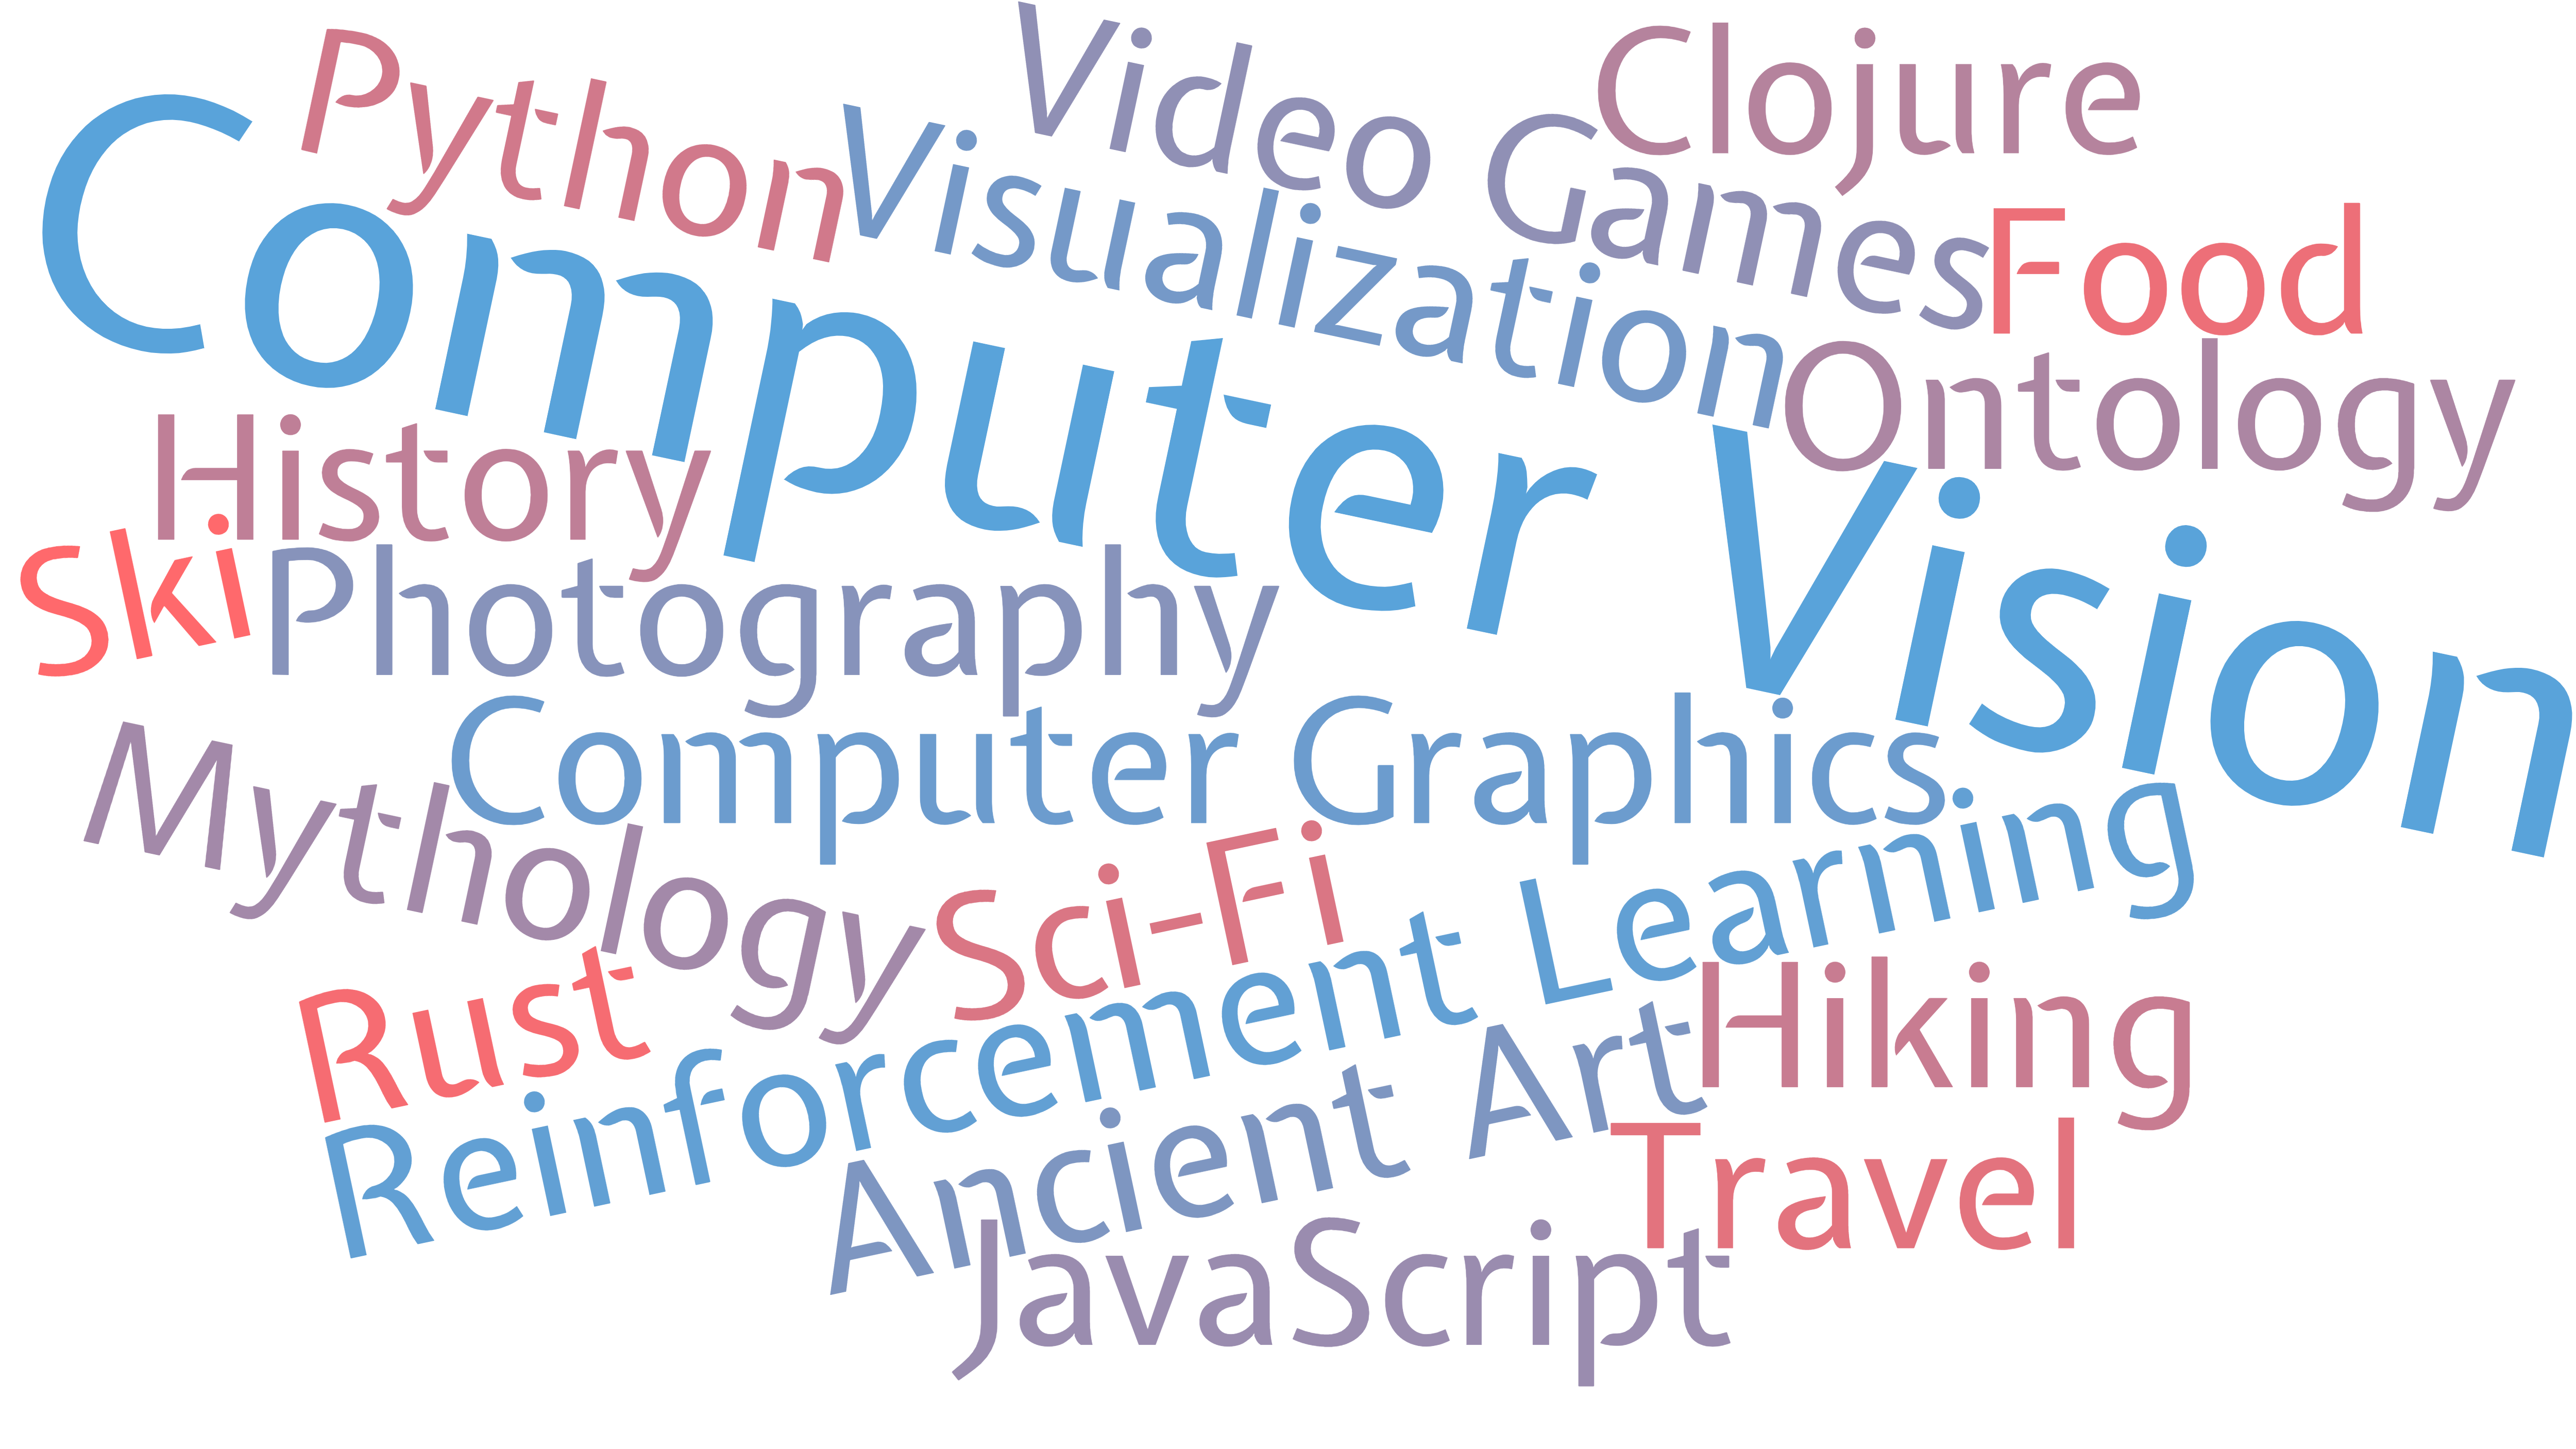 Python
Video Games
Clojure
Computer Vision
Visualization
Food
Ontology
History
Ski
Photography
Computer Graphics
Mythology
Sci-Fi
Reinforcement Learning
Rust
Hiking
Ancient Art
Travel
JavaScript